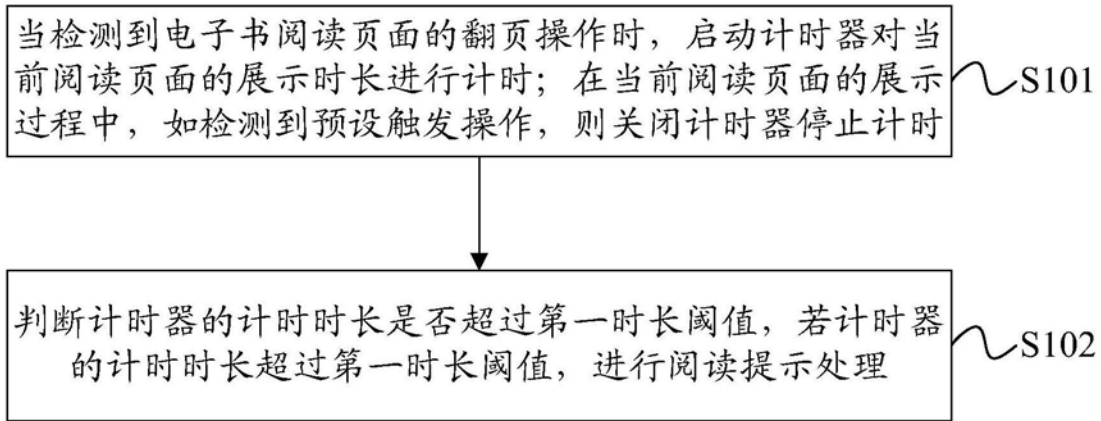 当检测到电子书阅读页面的翻页操作时，启动计时器对当
前阅读页面的展示时长进行计时；在当前阅读页面的展示
过程中，如检测到预设触发操作，则关闭计时器停止计时
S101
判断计时器的计时时长是否超过第一时长阈值，若计时器
的计时时长超过第一时长阈值，进行阅读提示处理
S102